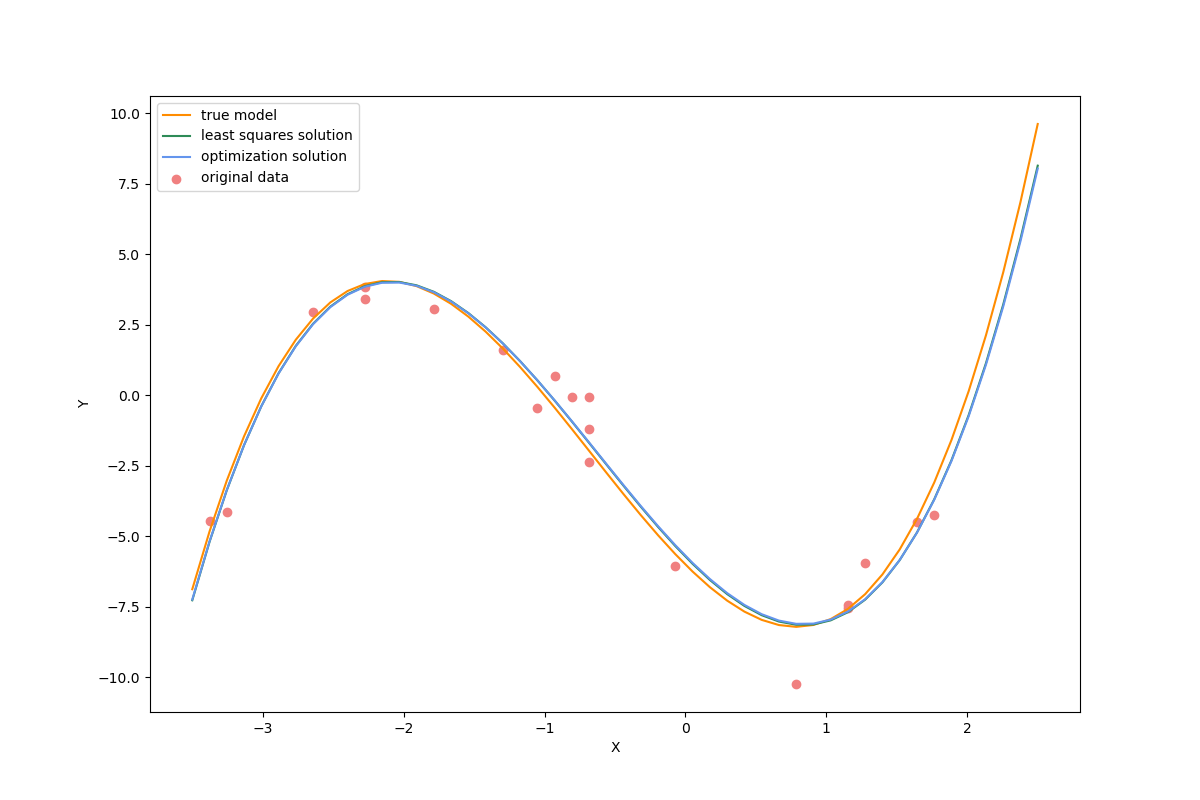 true model
least squares solution
optimization solution
original data
10.0
7.5
5.0
2.5
0.0
−2.5
−5.0
−7.5
−10.0
Y
−3 −2 −1 0 1 2
X